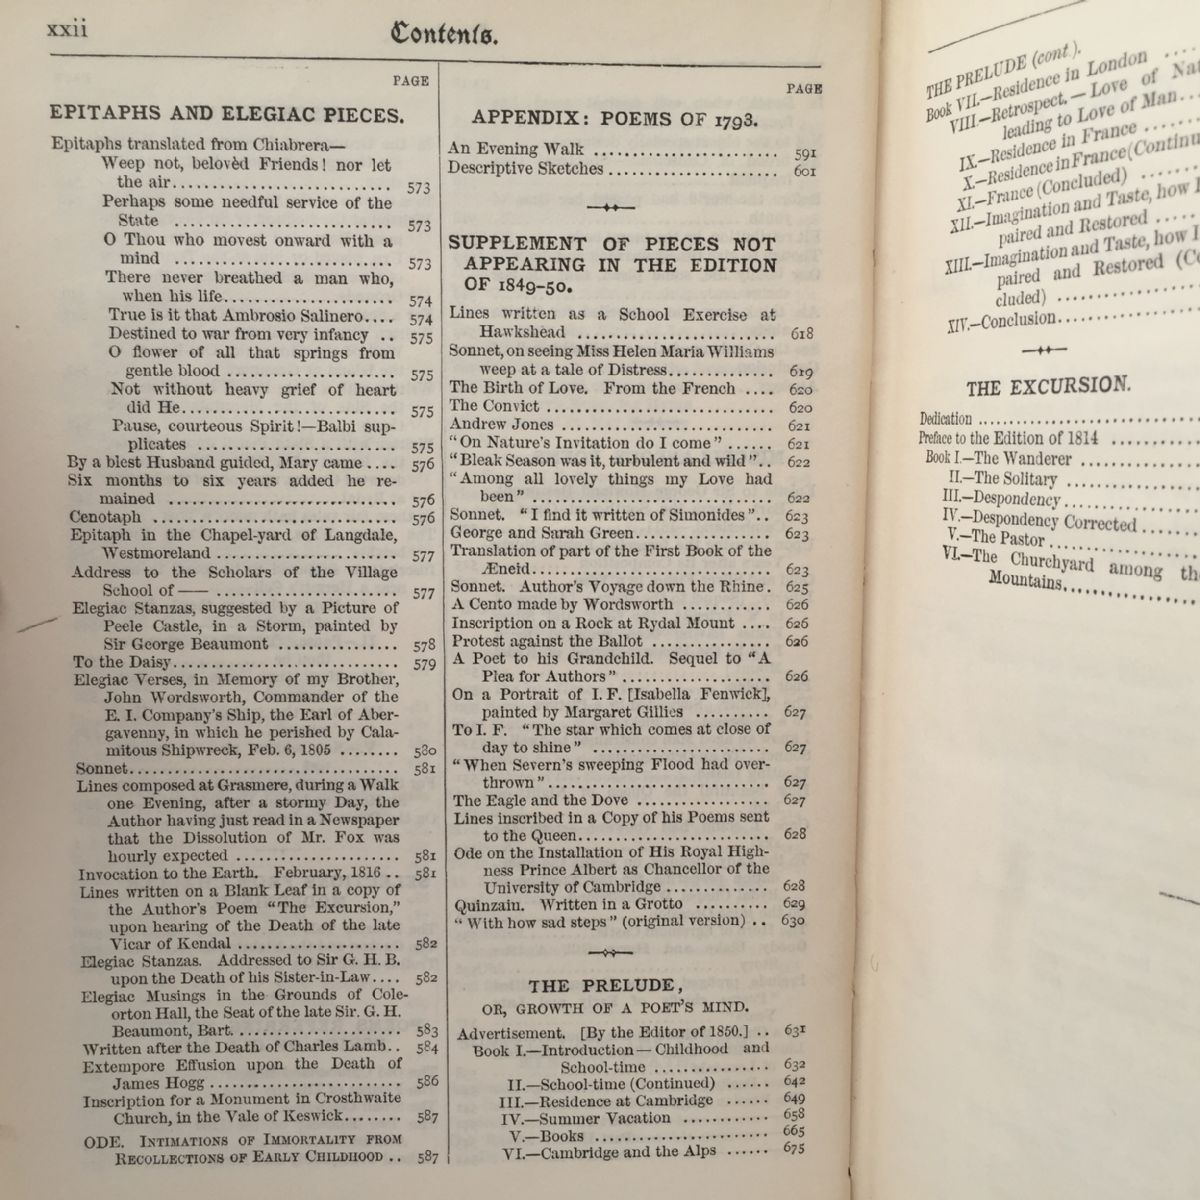 xxii
Contents.
PAGE
EPITAPHS AND ELEGIAC PIECES.
Epitaphs translated from Chiabrera—
Weep not, belovèd Friends! nor let
the air ........ 573
Perhaps some needful service of the
State ........ 573
O Thou who movest onward with a
mind ........ 573
There never breathed a man who,
when his life ........ 574
True is it that Ambrosio Salinero .... 574
Destined to war from very infancy .. 575
O flower of all that springs from
gentle blood ........ 575
Not without heavy grief of heart
did He ........ 575
Pause, courteous Spirit!—Balbi sup-
plicates ........ 575
By a blest Husband guided, Mary came .... 576
Six months to six years added he re-
mained ........ 576
Cenotaph ........ 576
Epitaph in the Chapel-yard of Langdale,
Westmoreland ........ 577
Address to the Scholars of the Village
School of —— ........ 577
Elegiac Stanzas, suggested by a Picture of
Peele Castle, in a Storm, painted by
Sir George Beaumont ........ 578
To the Daisy ........ 579
Elegiac Verses, in Memory of my Brother,
John Wordsworth, Commander of the
E. I. Company's Ship, the Earl of Aber-
gavenny, in which he perished by Cala-
mitous Shipwreck, Feb. 6, 1805 ........ 580
Sonnet ........ 581
Lines composed at Grasmere, during a Walk
one Evening, after a stormy Day, the
Author having just read in a Newspaper
that the Dissolution of Mr. Fox was
hourly expected ........ 581
Invocation to the Earth. February, 1816 .. 581
Lines written on a Blank Leaf in a copy of
the Author's Poem "The Excursion,"
upon hearing of the Death of the late
Vicar of Kendal ........ 582
Elegiac Stanzas. Addressed to Sir G. H. B.
upon the Death of his Sister-in-Law .... 582
Elegiac Musings in the Grounds of Cole-
orton Hall, the Seat of the late Sir. G. H.
Beaumont, Bart. ........ 583
Written after the Death of Charles Lamb .. 584
Extempore Effusion upon the Death of
James Hogg ........ 586
Inscription for a Monument in Crosthwaite
Church, in the Vale of Keswick ........ 587
ODE. INTIMATIONS OF IMMORTALITY FROM
RECOLLECTIONS OF EARLY CHILDHOOD .. 587
PAGE
APPENDIX: POEMS OF 1793.
An Evening Walk ........ 591
Descriptive Sketches ........ 601
SUPPLEMENT OF PIECES NOT
APPEARING IN THE EDITION
OF 1849-50.
Lines written as a School Exercise at
Hawkshead ........ 618
Sonnet, on seeing Miss Helen Maria Williams
weep at a tale of Distress ........ 619
The Birth of Love. From the French .... 620
The Convict ........ 620
Andrew Jones ........ 621
"On Nature's Invitation do I come" ...... 621
"Bleak Season was it, turbulent and wild" .. 622
"Among all lovely things my Love had
been" ........ 622
Sonnet. "I find it written of Simonides" .. 623
George and Sarah Green ........ 623
Translation of part of the First Book of the
Æneid ........ 623
Sonnet. Author's Voyage down the Rhine . 625
A Cento made by Wordsworth ........ 626
Inscription on a Rock at Rydal Mount .... 626
Protest against the Ballot ........ 626
A Poet to his Grandchild. Sequel to "A
Plea for Authors" ........ 626
On a Portrait of I. F. [Isabella Fenwick],
painted by Margaret Gillies ........ 627
To I. F. "The star which comes at close of
day to shine" ........ 627
"When Severn's sweeping Flood had over-
thrown" ........ 627
The Eagle and the Dove ........ 627
Lines inscribed in a Copy of his Poems sent
to the Queen ........ 628
Ode on the Installation of His Royal High-
ness Prince Albert as Chancellor of the
University of Cambridge ........ 628
Quinzain. Written in a Grotto ........ 629
"With how sad steps" (original version) .. 630
THE PRELUDE,
OR, GROWTH OF A POET'S MIND.
Advertisement. [By the Editor of 1850.] .. 631
Book I.—Introduction—Childhood and
School-time ........ 632
II.—School-time (Continued) ...... 642
III.—Residence at Cambridge ...... 649
IV.—Summer Vacation ........ 658
V.—Books ........ 665
VI.—Cambridge and the Alps ...... 675
THE PRELUDE (cont.).
Book VII.—Residence in London ....
VIII.—Retrospect.—Love of Nat
leading to Love of Man ...
IX.—Residence in France ......
X.—Residence in France (Continu
XI.—France (Concluded) ......
XII.—Imagination and Taste, how I
paired and Restored .....
XIII.—Imagination and Taste, how I
paired and Restored (Co
cluded) ........
XIV.—Conclusion ........
THE EXCURSION.
Dedication ........
Preface to the Edition of 1814 ........
Book I.—The Wanderer ........
II.—The Solitary ........
III.—Despondency ........
IV.—Despondency Corrected ......
V.—The Pastor ........
VI.—The Churchyard among the
Mountains ........